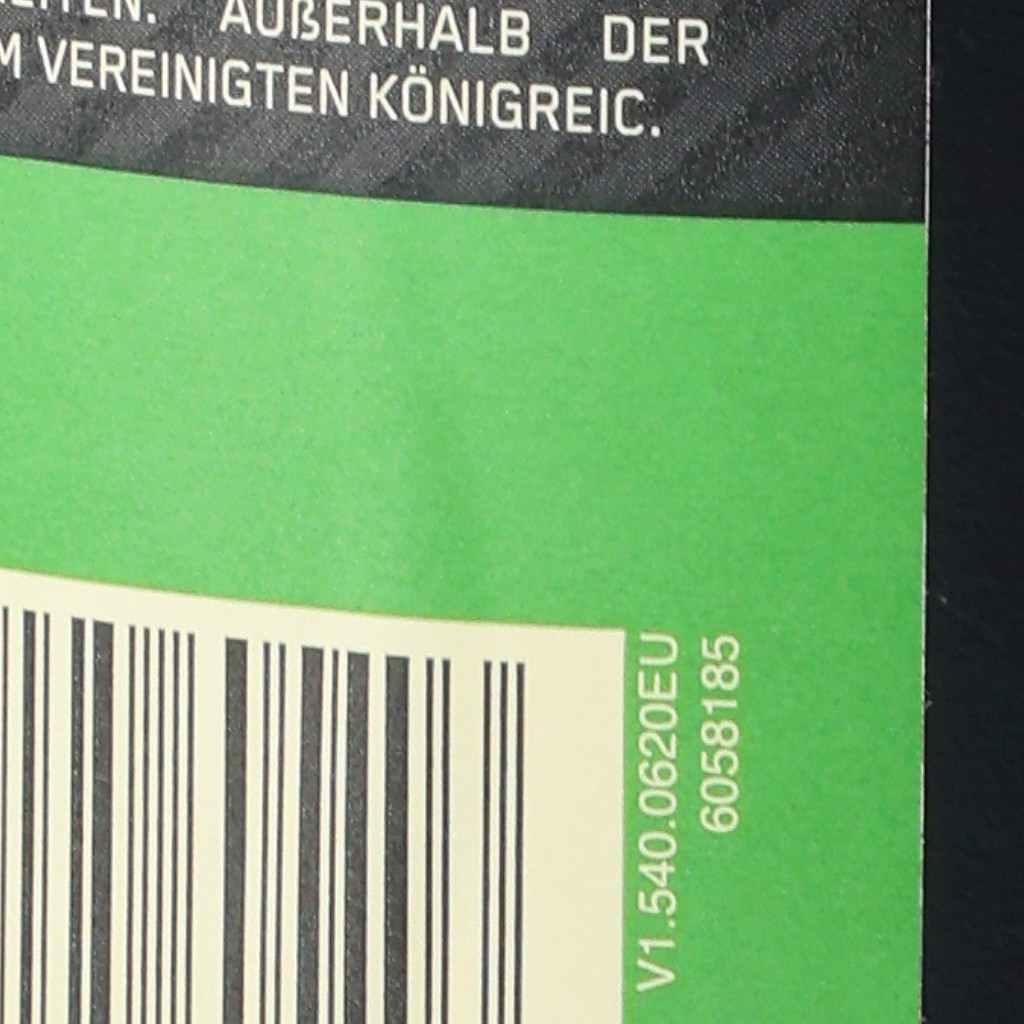 AUßERHALB DER
VEREINIGTEN KÖNIGREIC.
V1.540.0620EU
6058185